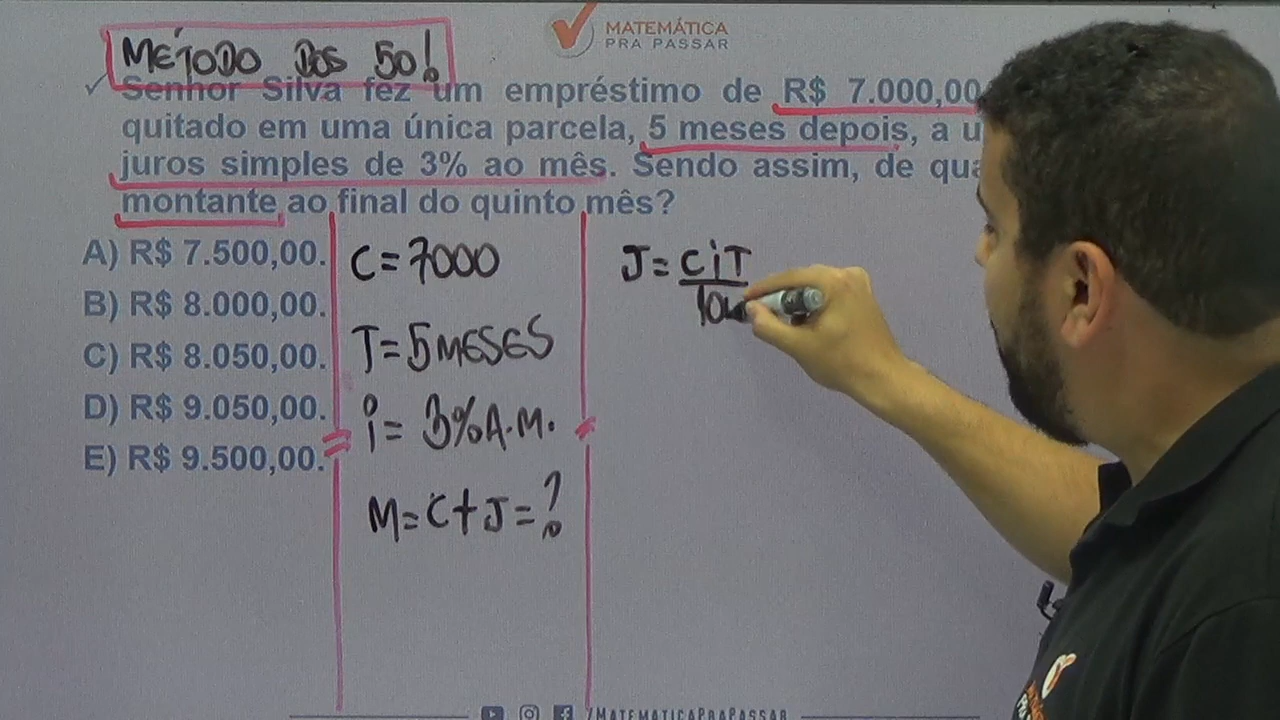 MATEMÁTICA
PRA PASSAR
MÉTODO DOS 50!
✓ Senhor Silva fez um empréstimo de R$ 7.000,00
quitado em uma única parcela, 5 meses depois, a u
juros simples de 3% ao mês. Sendo assim, de qua
montante ao final do quinto mês?
A) R$ 7.500,00.
B) R$ 8.000,00.
C) R$ 8.050,00.
D) R$ 9.050,00.
E) R$ 9.500,00.
C=7000
T=5MESES
i= 3%A.M.
M=C+J=?
J=CiT
/MATEMATICAPRAPASSAR